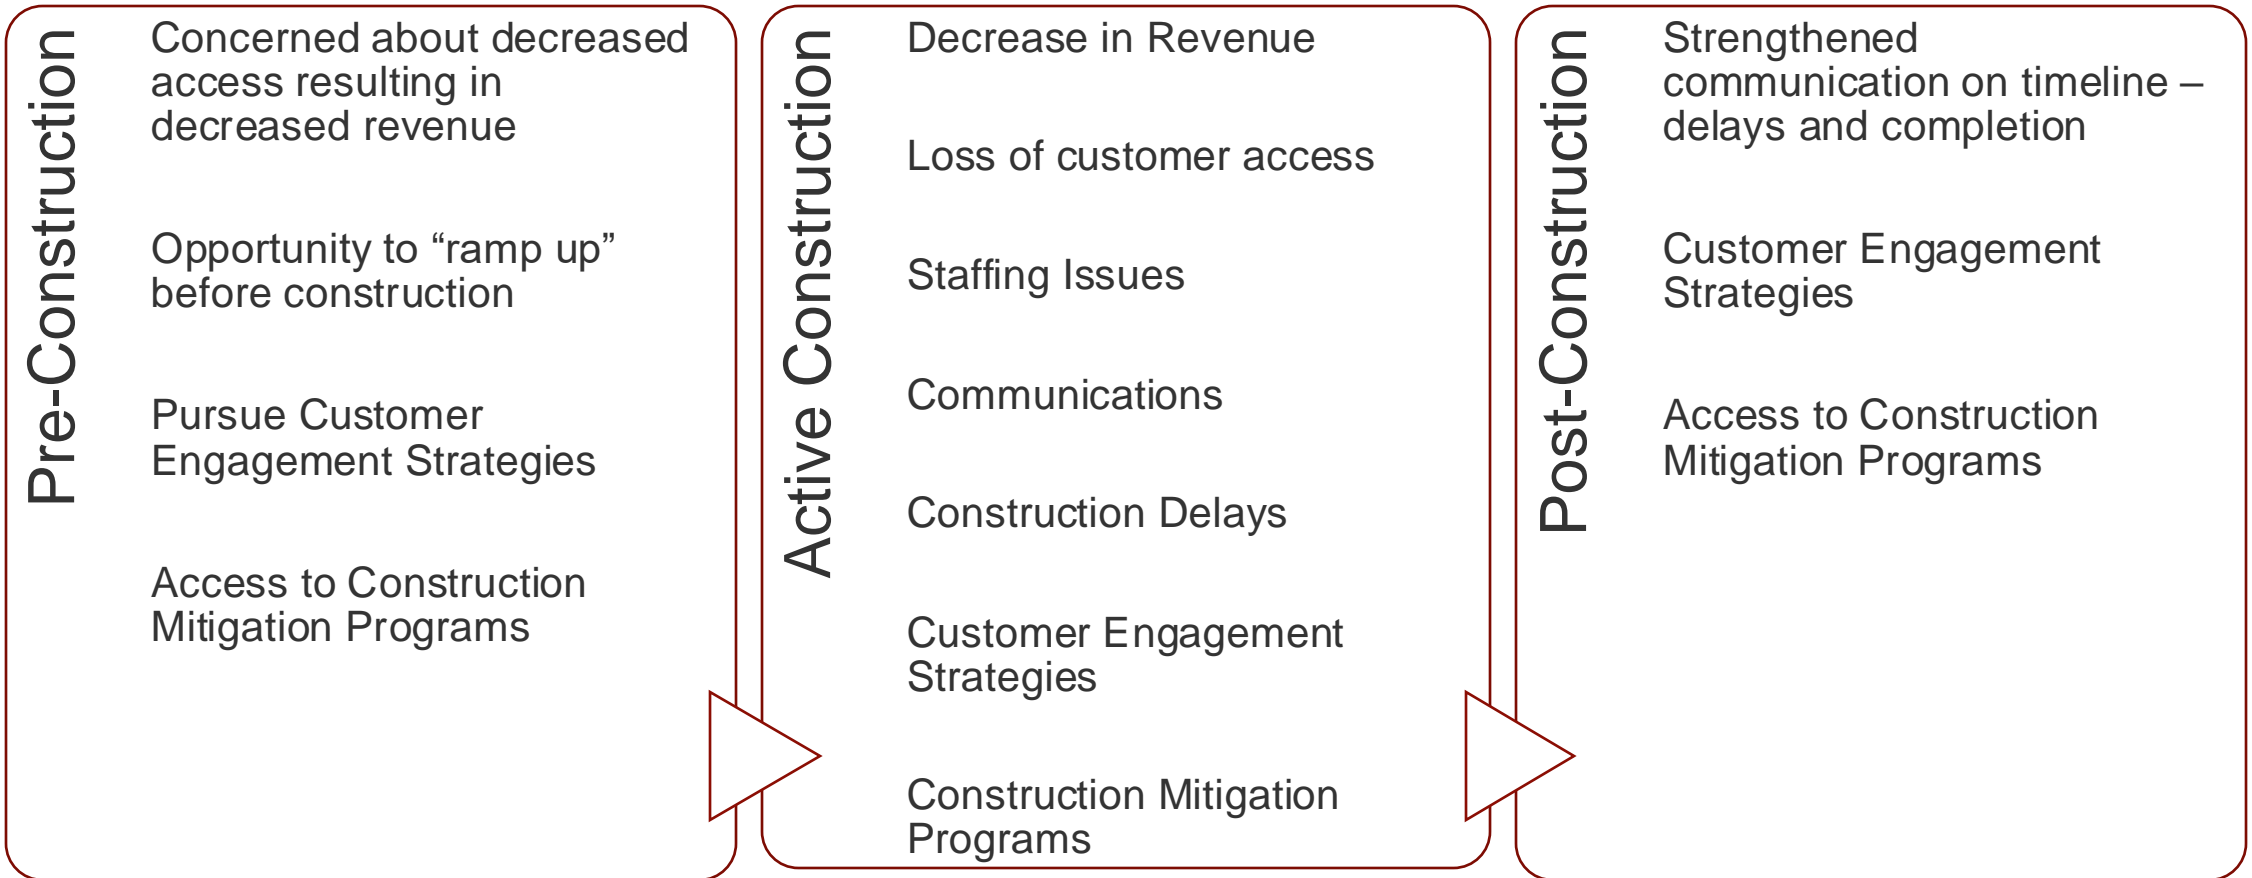 Pre-Construction
Concerned about decreased
access resulting in
decreased revenue
Opportunity to “ramp up”
before construction
Pursue Customer
Engagement Strategies
Access to Construction
Mitigation Programs
Active Construction
Decrease in Revenue
Loss of customer access
Staffing Issues
Communications
Construction Delays
Customer Engagement
Strategies
Construction Mitigation
Programs
Post-Construction
Strengthened
communication on timeline –
delays and completion
Customer Engagement
Strategies
Access to Construction
Mitigation Programs